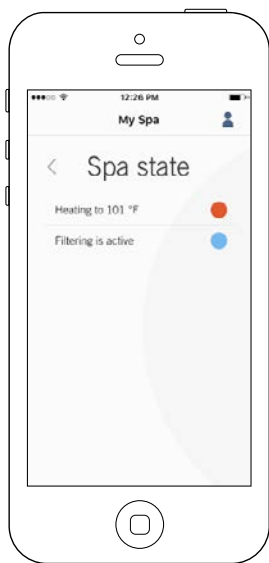 12:26 PM
My Spa
Spa state
Heating to 101 °F
Filtering is active